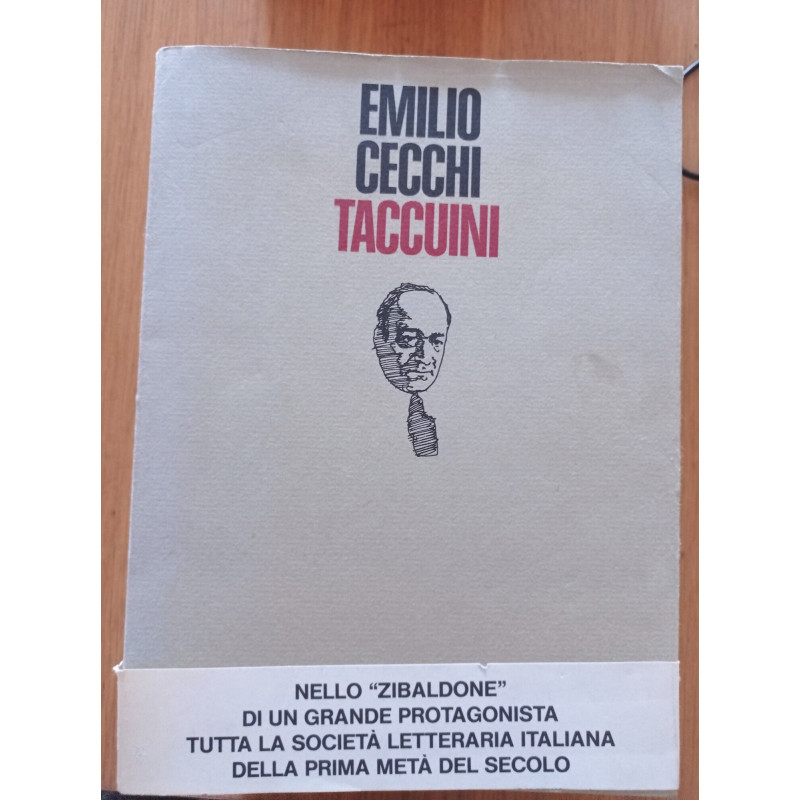 EMILIO
CECCHI
TACCUINI
NELLO “ZIBALDONE”
DI UN GRANDE PROTAGONISTA
TUTTA LA SOCIETÀ LETTERARIA ITALIANA
DELLA PRIMA METÀ DEL SECOLO